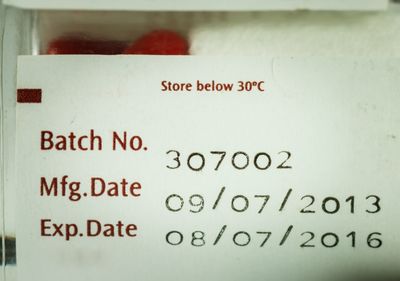 Store below 30°C
Batch No. 307002
Mfg.Date 09/07/2013
Exp.Date 08/07/2016